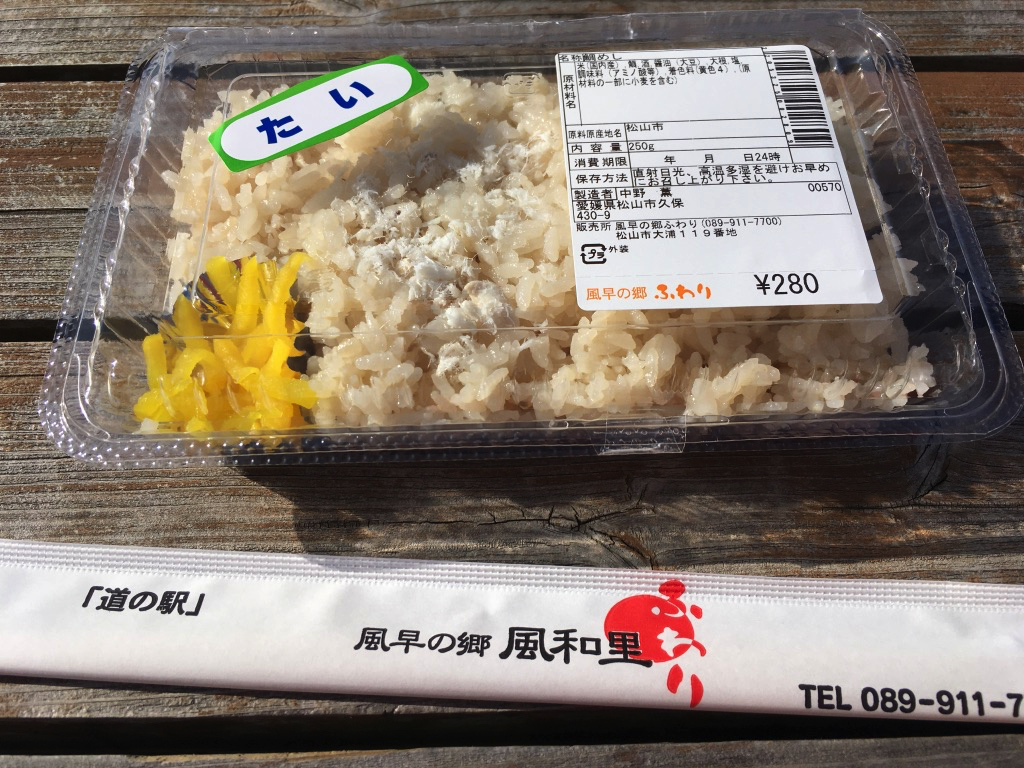 たい
名称 鯛めし
原材料名
米(国内産)、鯛、酒、醤油(大豆)、大根、塩、
調味料(アミノ酸等)、着色料(黄色4)、(原
材料の一部に小麦を含む)
原料原産地名 松山市
内容量 250g
消費期限 年 月 日24時
保存方法 直射日光、高温多湿を避けお早め
にお召し上がり下さい。
製造者 中野 薫 00570
愛媛県松山市久保
430-9
販売所 風早の郷ふわり(089-911-7700)
松山市大浦119番地
プラ 外装
風早の郷 ふわり ¥280
「道の駅」
風早の郷 風和里 ふわり
TEL 089-911-7